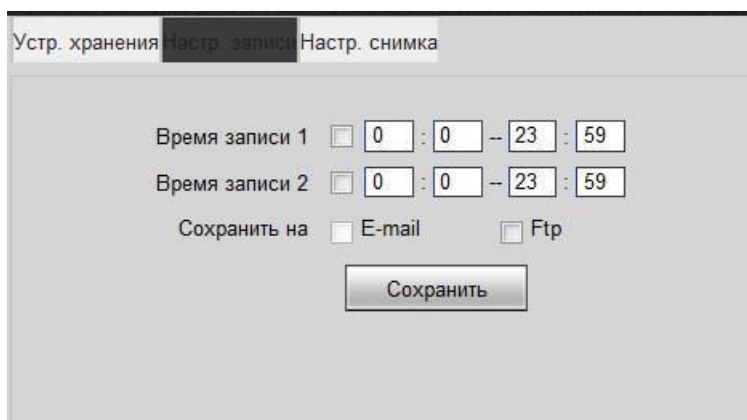 Устр. хранения Настр. записи Настр. снимка
Время записи 1 0 : 0 -- 23 : 59
Время записи 2 0 : 0 -- 23 : 59
Сохранить на E-mail Ftp
Сохранить